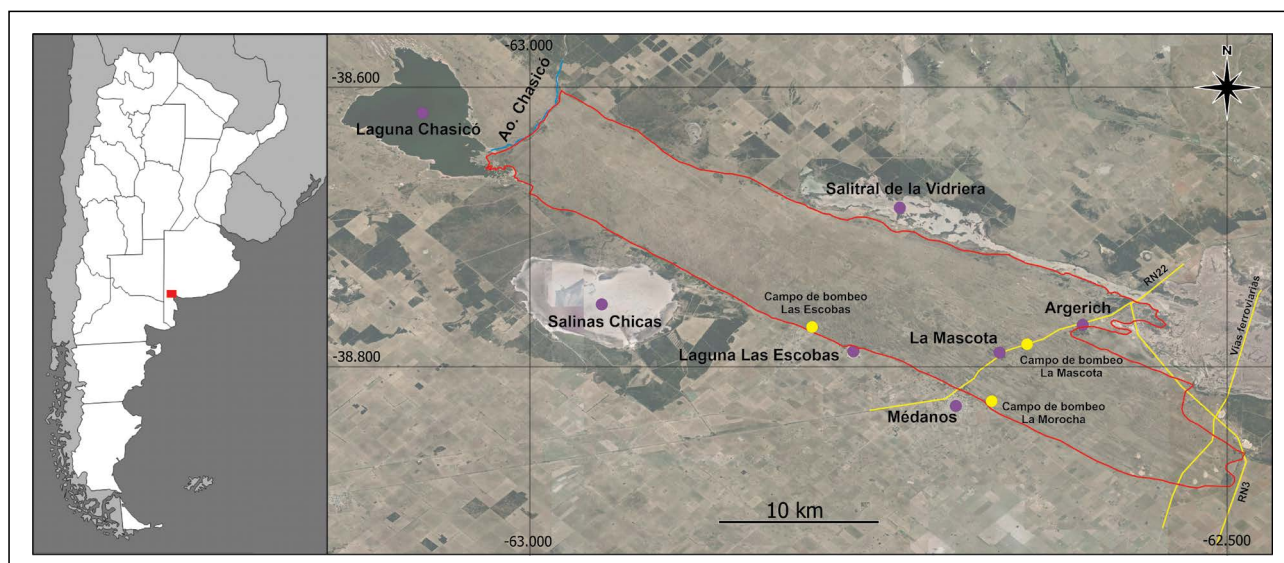 -63.000
-38.600
N
Ao. Chasicó
Laguna Chasicó
Salitral de la Vidriera
RN22
Vías ferroviarias
Campo de bombeo
Las Escobas
Argerich
Salinas Chicas
La Mascota
Laguna Las Escobas
Campo de bombeo
La Mascota
-38.800
Campo de bombeo
La Morocha
Médanos
RN3
10 km
-63.000
-62.500